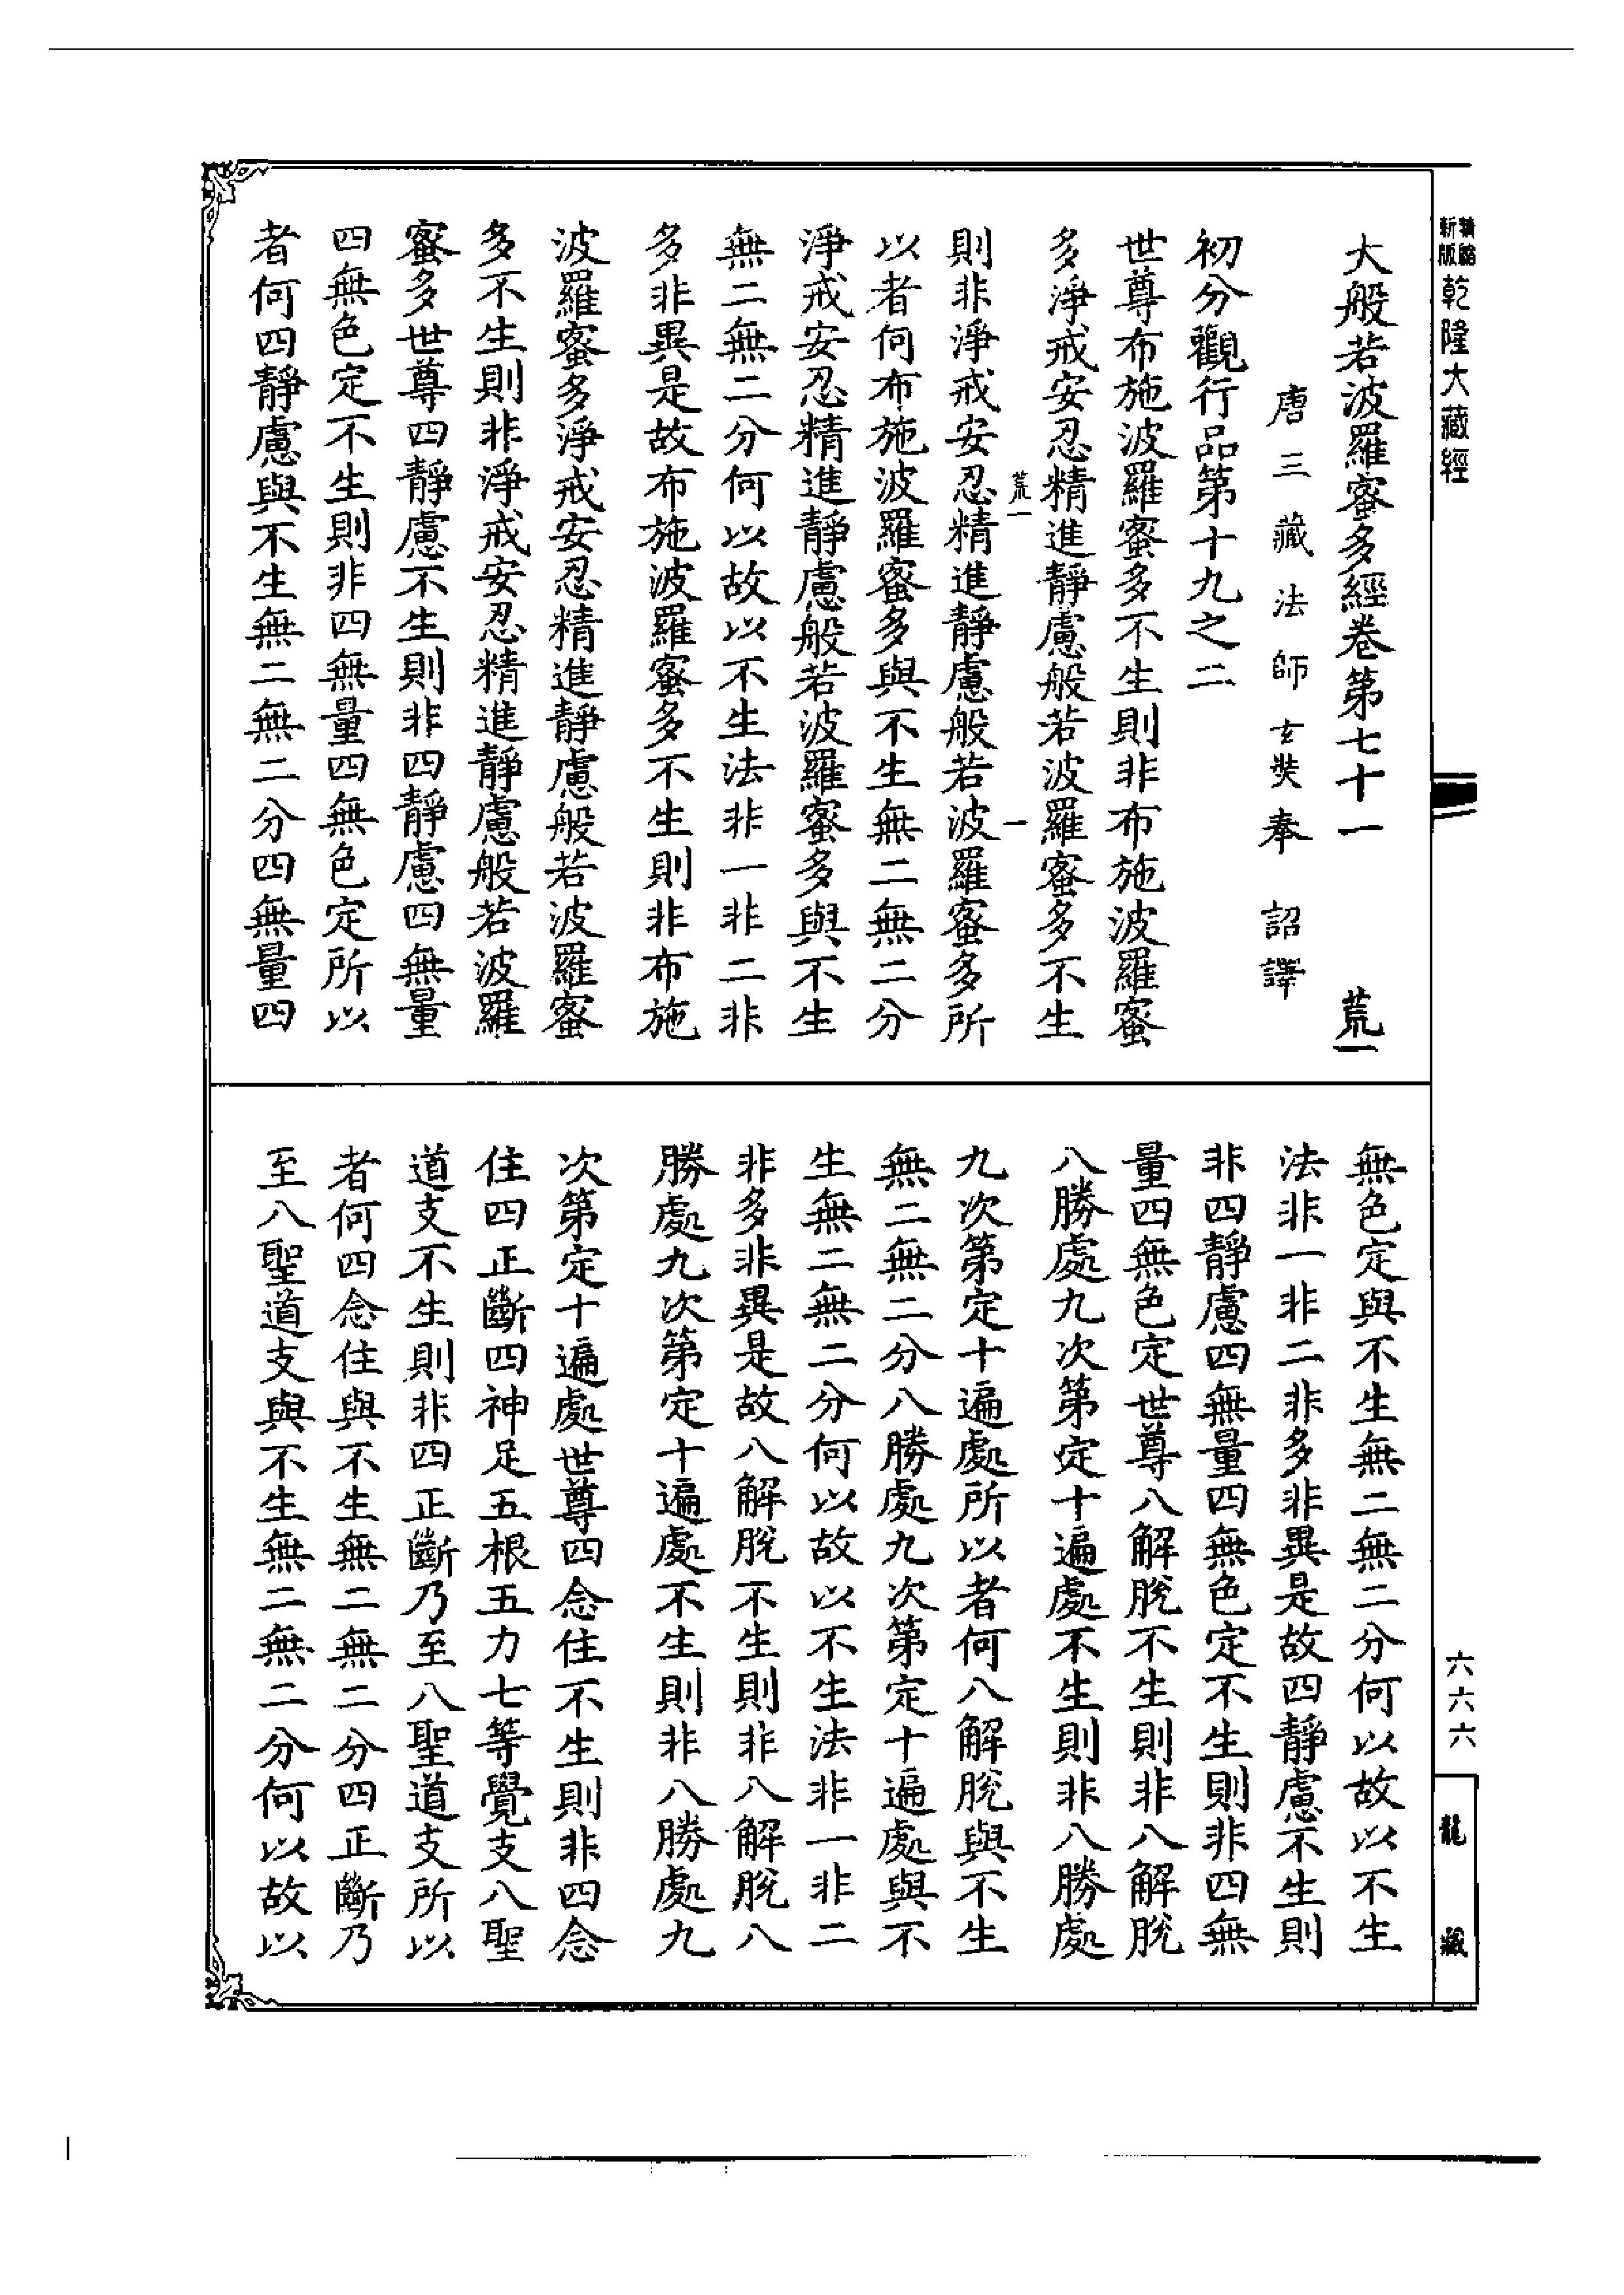 精縮新版
乾隆大藏經
六六六
龍藏
大般若波羅蜜多經卷第七十一 荒一
唐三藏法師玄奘奉 詔譯
初分觀行品第十九之二
世尊布施波羅蜜多不生則非布施波羅蜜
多淨戒安忍精進靜慮般若波羅蜜多不生
荒一 一
則非淨戒安忍精進靜慮般若波羅蜜多所
以者何布施波羅蜜多與不生無二無二分
淨戒安忍精進靜慮般若波羅蜜多與不生
無二無二分何以故以不生法非一非二非
多非異是故布施波羅蜜多不生則非布施
波羅蜜多淨戒安忍精進靜慮般若波羅蜜
多不生則非淨戒安忍精進靜慮般若波羅
蜜多世尊四靜慮不生則非四靜慮四無量
四無色定不生則非四無量四無色定所以
者何四靜慮與不生無二無二分四無量四
無色定與不生無二無二分何以故以不生
法非一非二非多非異是故四靜慮不生則
非四靜慮四無量四無色定不生則非四無
量四無色定世尊八解脫不生則非八解脫
八勝處九次第定十遍處不生則非八勝處
九次第定十遍處所以者何八解脫與不生
無二無二分八勝處九次第定十遍處與不
生無二無二分何以故以不生法非一非二
非多非異是故八解脫不生則非八解脫八
勝處九次第定十遍處不生則非八勝處九
次第定十遍處世尊四念住不生則非四念
住四正斷四神足五根五力七等覺支八聖
道支不生則非四正斷乃至八聖道支所以
者何四念住與不生無二無二分四正斷乃
至八聖道支與不生無二無二分何以故以